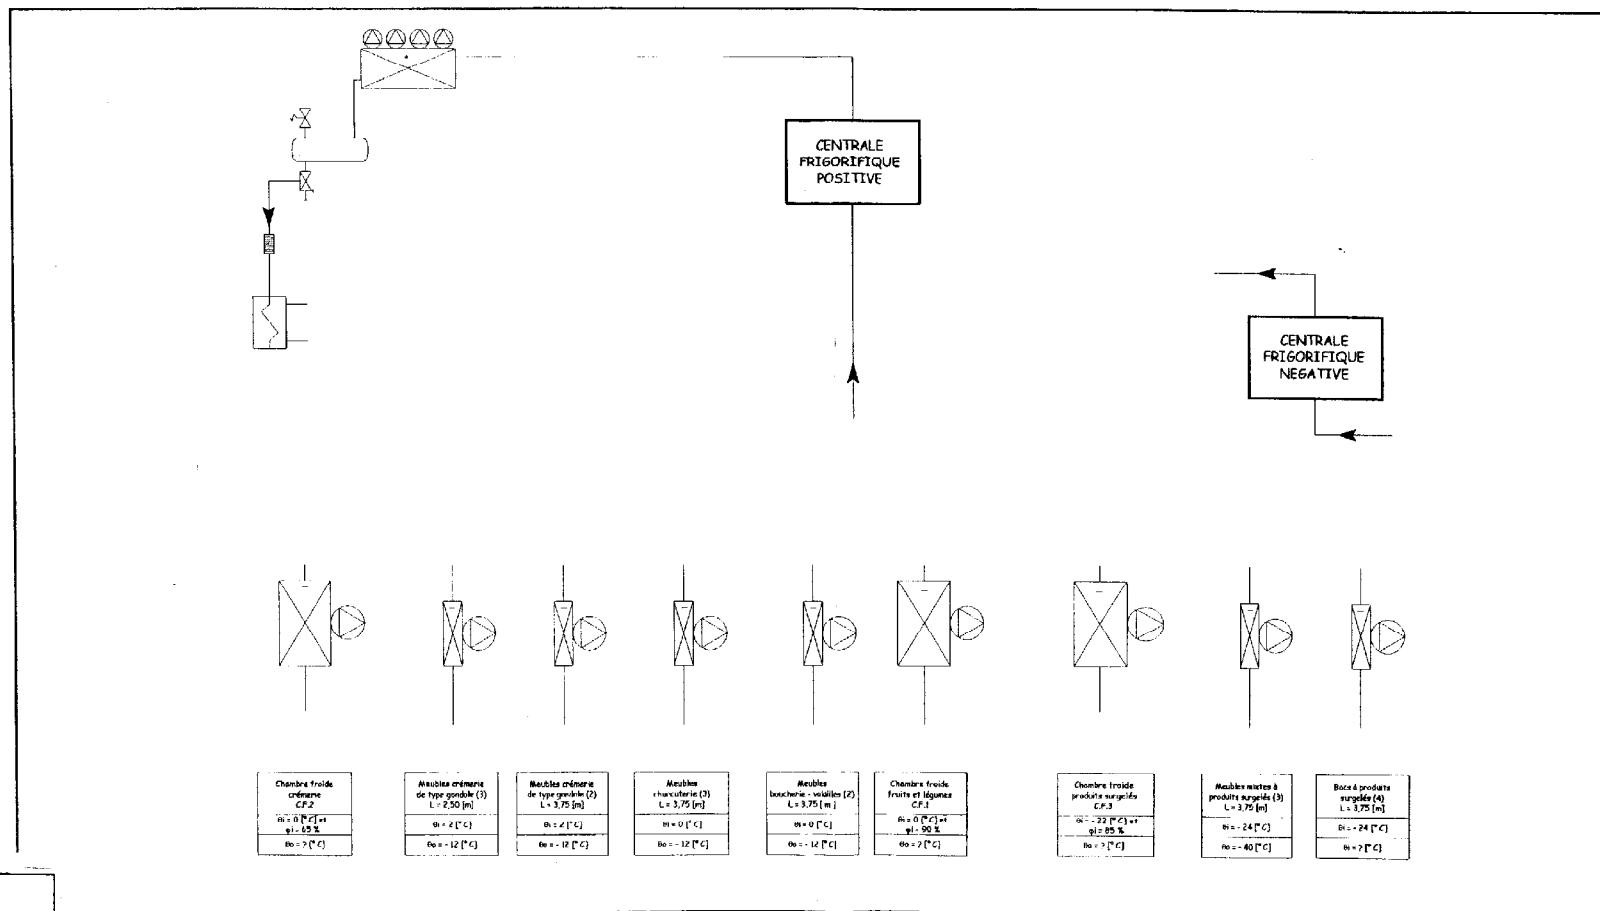 CENTRALE
FRIGORIFIQUE
POSITIVE
CENTRALE
FRIGORIFIQUE
NEGATIVE
Chambre froide
crémerie
C.F.2
θi = 0 [°C] et
φi = 65 %
θo = ? [°C]
Meubles crémerie
de type gondole (3)
L = 2,50 [m]
θi = 2 [°C]
θo = - 12 [°C]
Meubles crémerie
de type gondole (2)
L = 3,75 [m]
θi = 2 [°C]
θo = - 12 [°C]
Meubles
charcuterie (3)
L = 3,75 [m]
θi = 0 [°C]
θo = - 12 [°C]
Meubles
boucherie - volailles (2)
L = 3,75 [m]
θi = 0 [°C]
θo = - 12 [°C]
Chambre froide
fruits et légumes
C.F.1
θi = 0 [°C] et
φi = 90 %
θo = ? [°C]
Chambre froide
produits surgelés
C.F.3
θi = - 22 [°C] et
φi = 85 %
θo = ? [°C]
Meubles mixtes à
produits surgelés (3)
L = 3,75 [m]
θi = - 24 [°C]
θo = - 40 [°C]
Bacs à produits
surgelés (4)
L = 3,75 [m]
θi = - 24 [°C]
θi = ? [°C]